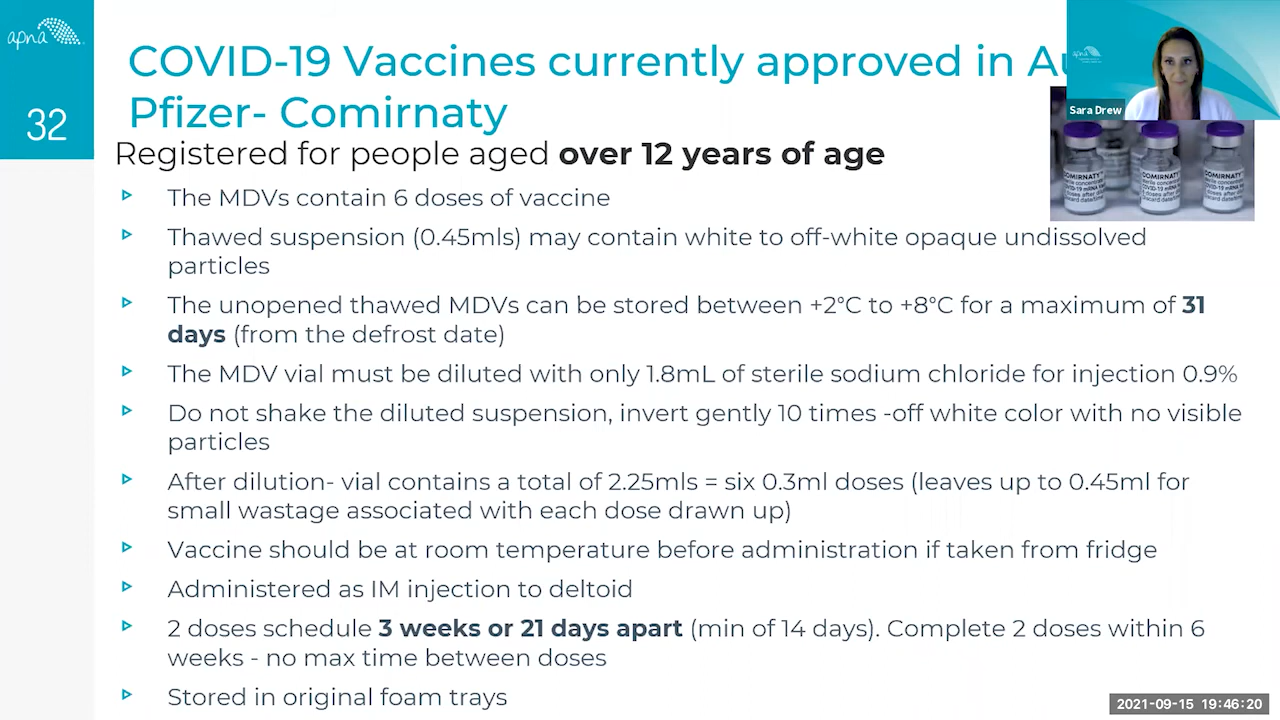 apna
32
COVID-19 Vaccines currently approved in Au
Pfizer- Comirnaty
Registered for people aged over 12 years of age
The MDVs contain 6 doses of vaccine
Thawed suspension (0.45mls) may contain white to off-white opaque undissolved
particles
The unopened thawed MDVs can be stored between +2°C to +8°C for a maximum of 31
days (from the defrost date)
The MDV vial must be diluted with only 1.8mL of sterile sodium chloride for injection 0.9%
Do not shake the diluted suspension, invert gently 10 times -off white color with no visible
particles
After dilution- vial contains a total of 2.25mls = six 0.3ml doses (leaves up to 0.45ml for
small wastage associated with each dose drawn up)
Vaccine should be at room temperature before administration if taken from fridge
Administered as IM injection to deltoid
2 doses schedule 3 weeks or 21 days apart (min of 14 days). Complete 2 doses within 6
weeks - no max time between doses
Stored in original foam trays
apna
Sara Drew
COMIRNATY
COVID-19 mRNA
2021-09-15 19:46:20